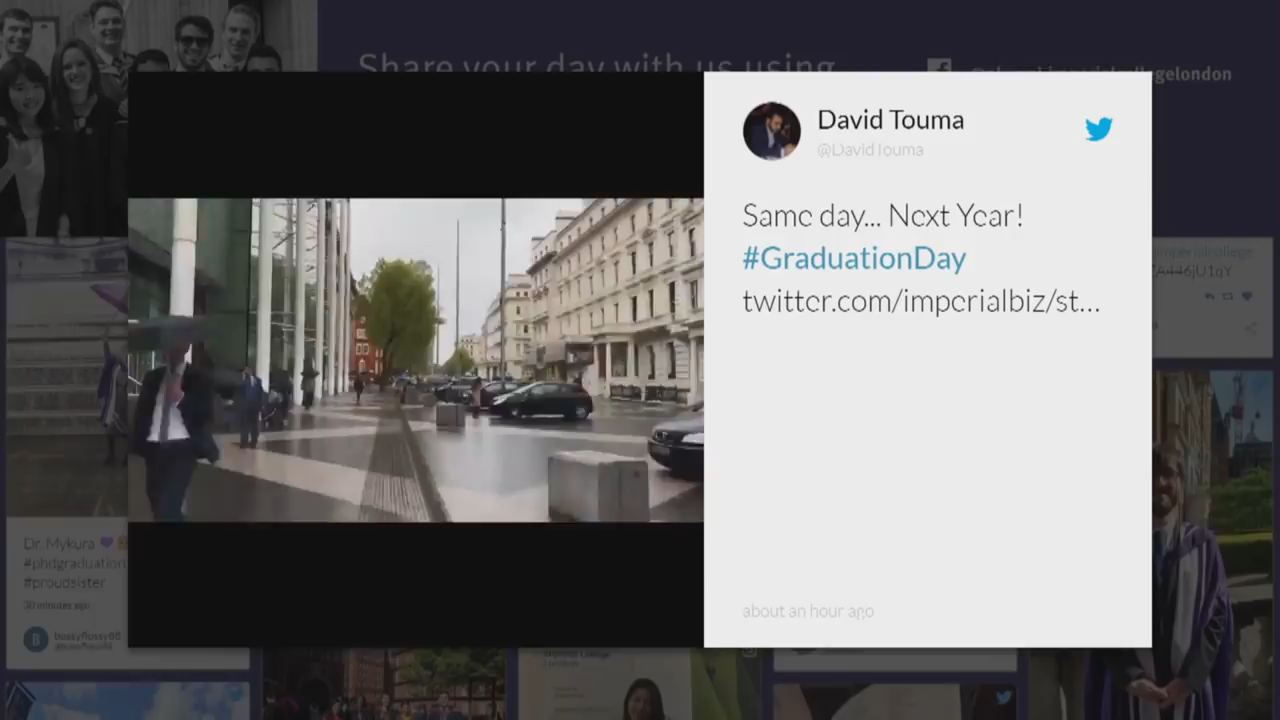 Share your day with us using
David Touma
@DavidTouma
Same day... Next Year!
#GraduationDay
twitter.com/imperialbiz/st...
about an hour ago
Dr. Mykura
#phdgraduation
#proudsister
30 minutes ago
B